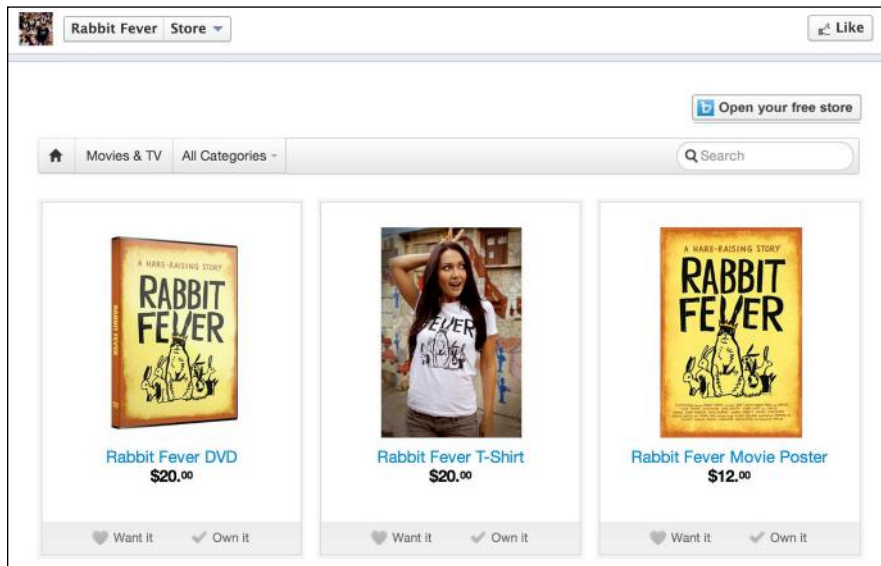 Rabbit Fever Store
Like
Open your free store
Movies & TV All Categories
Search
A HARE-RAISING STORY
RABBIT
FEVER
RABBIT FEVER
FEVER
A HARE-RAISING STORY
RABBIT
FEVER
Rabbit Fever DVD
$20.00
Rabbit Fever T-Shirt
$20.00
Rabbit Fever Movie Poster
$12.00
Want it Own it
Want it Own it
Want it Own it